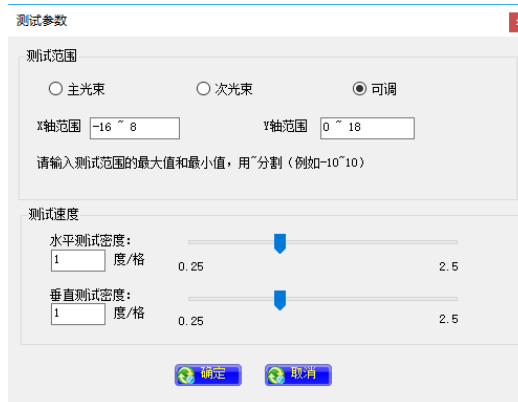 测试参数
测试范围
主光束 次光束 可调
X轴范围 -16 ~ 8 Y轴范围 0 ~ 18
请输入测试范围的最大值和最小值，用~分割（例如-10~10）
测试速度
水平测试密度：
1 度/格 0.25 2.5
垂直测试密度：
1 度/格 0.25 2.5
确定 取消